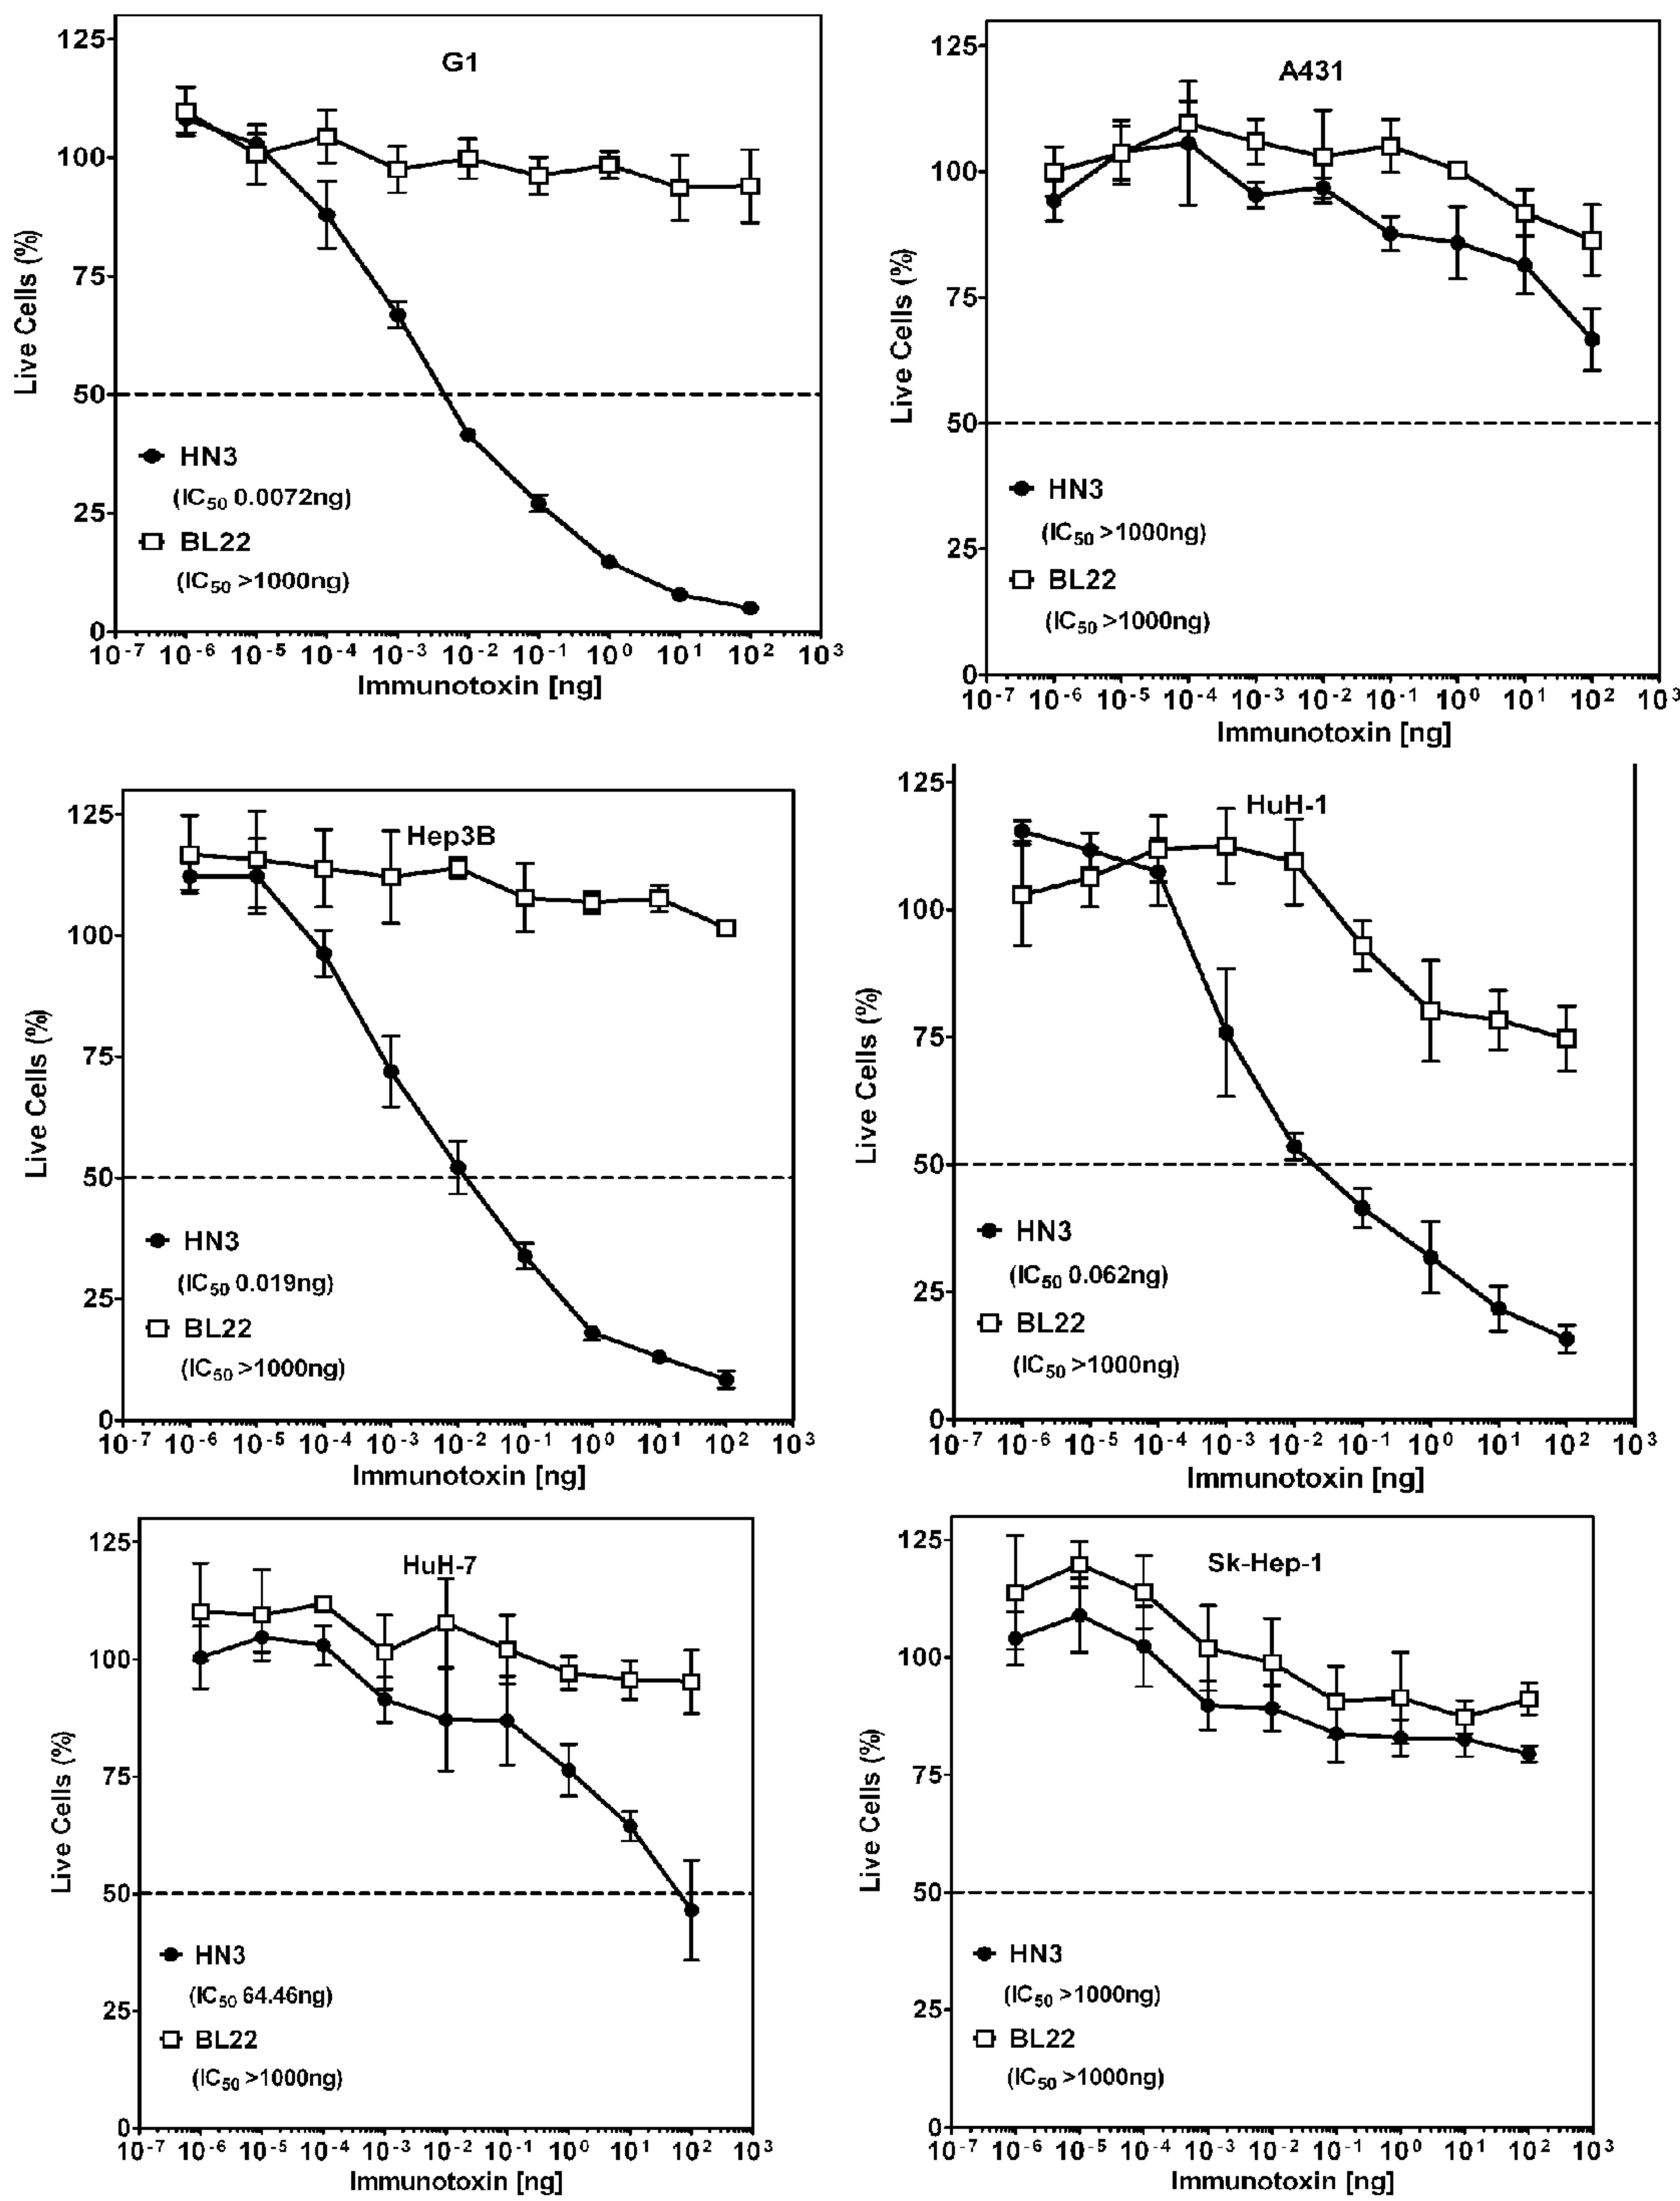 G1
125
100
75
50
25
0
Live Cells (%)
HN3
(IC50 0.0072ng)
BL22
(IC50 >1000ng)
10-7 10-6 10-5 10-4 10-3 10-2 10-1 100 101 102 103
Immunotoxin [ng]
A431
125
100
75
50
25
0
Live Cells (%)
HN3
(IC50 >1000ng)
BL22
(IC50 >1000ng)
10-7 10-6 10-5 10-4 10-3 10-2 10-1 100 101 102 103
Immunotoxin [ng]
Hep3B
125
100
75
50
25
0
Live Cells (%)
HN3
(IC50 0.019ng)
BL22
(IC50 >1000ng)
10-7 10-6 10-5 10-4 10-3 10-2 10-1 100 101 102 103
Immunotoxin [ng]
HuH-1
125
100
75
50
25
0
Live Cells (%)
HN3
(IC50 0.062ng)
BL22
(IC50 >1000ng)
10-7 10-6 10-5 10-4 10-3 10-2 10-1 100 101 102 103
Immunotoxin [ng]
HuH-7
125
100
75
50
25
0
Live Cells (%)
HN3
(IC50 64.46ng)
BL22
(IC50 >1000ng)
10-7 10-6 10-5 10-4 10-3 10-2 10-1 100 101 102 103
Immunotoxin [ng]
Sk-Hep-1
125
100
75
50
25
0
Live Cells (%)
HN3
(IC50 >1000ng)
BL22
(IC50 >1000ng)
10-7 10-6 10-5 10-4 10-3 10-2 10-1 100 101 102 103
Immunotoxin [ng]